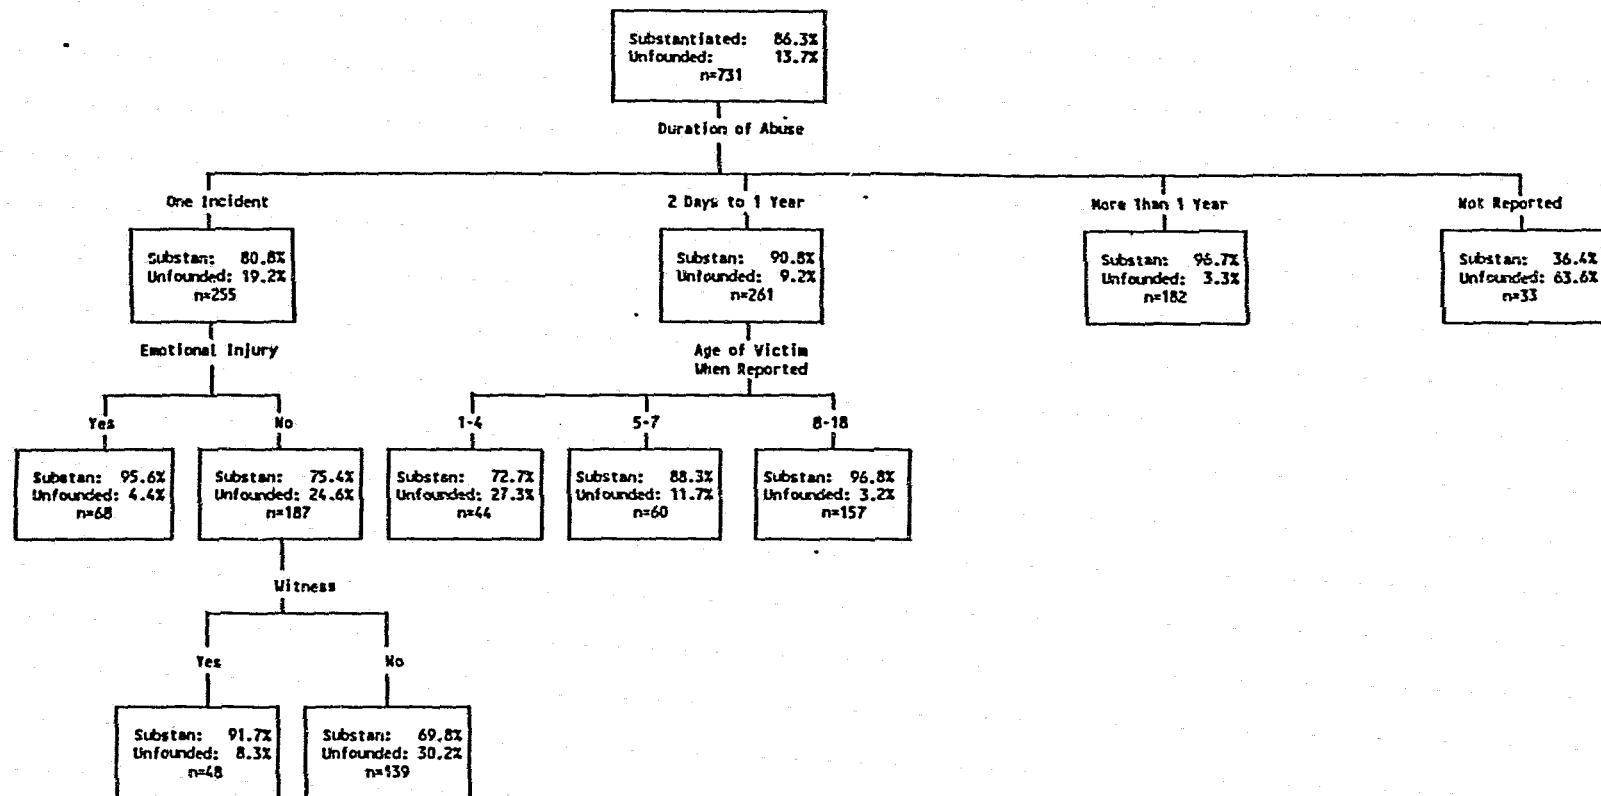 Substantiated: 86.3%
Unfounded: 13.7%
n=731
Duration of Abuse
One Incident
2 Days to 1 Year
More Than 1 Year
Not Reported
Substan: 80.8%
Unfounded: 19.2%
n=255
Substan: 90.8%
Unfounded: 9.2%
n=261
Substan: 96.7%
Unfounded: 3.3%
n=182
Substan: 36.4%
Unfounded: 63.6%
n=33
Emotional Injury
Age of Victim
When Reported
Yes
No
1-4
5-7
8-18
Substan: 95.6%
Unfounded: 4.4%
n=68
Substan: 75.4%
Unfounded: 24.6%
n=187
Substan: 72.7%
Unfounded: 27.3%
n=44
Substan: 88.3%
Unfounded: 11.7%
n=60
Substan: 96.8%
Unfounded: 3.2%
n=157
Witness
Yes
No
Substan: 91.7%
Unfounded: 8.3%
n=48
Substan: 69.8%
Unfounded: 30.2%
n=139